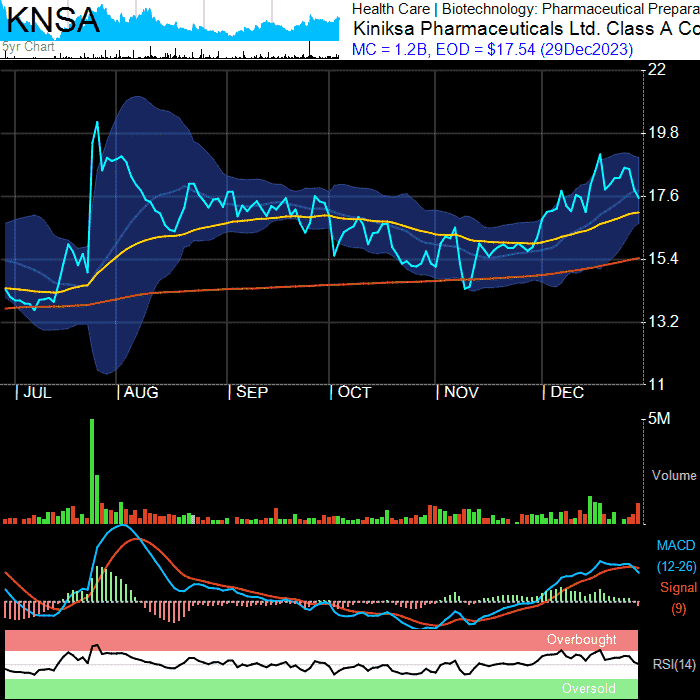 KNSA
5yr Chart
Health Care | Biotechnology: Pharmaceutical Prepara
Kiniksa Pharmaceuticals Ltd. Class A Co
MC = 1.2B, EOD = $17.54 (29Dec2023)
22
19.8
17.6
15.4
13.2
11
JUL AUG SEP OCT NOV DEC
5M
Volume
MACD
(12-26)
Signal
(9)
Overbought
RSI(14)
Oversold